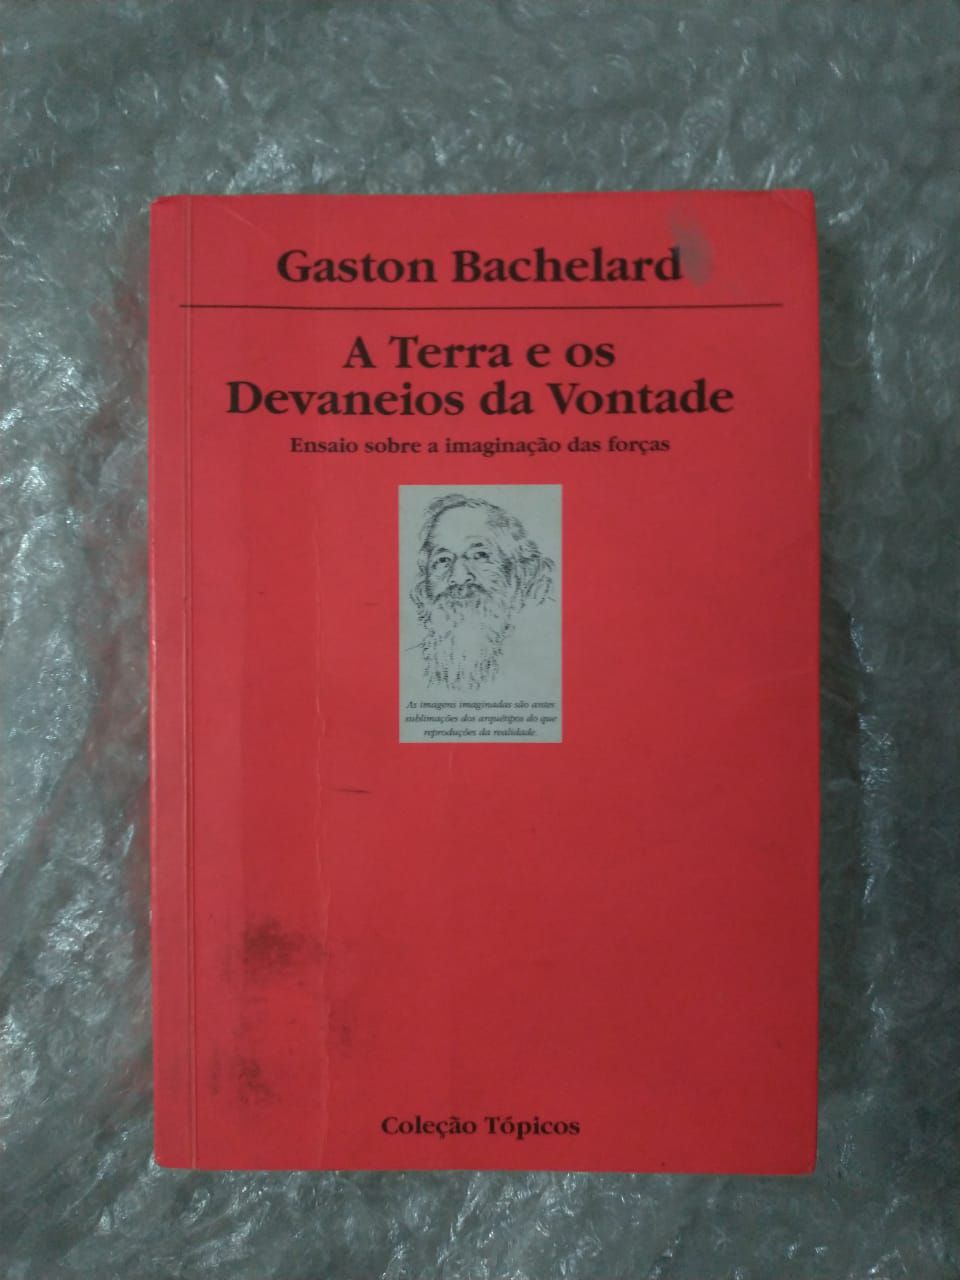 Gaston Bachelard
A Terra e os
Devaneios da Vontade
Ensaio sobre a imaginação das forças
As imagens imaginadas são antes
sublimações dos arquétipos do que
reproduções da realidade.
Coleção Tópicos